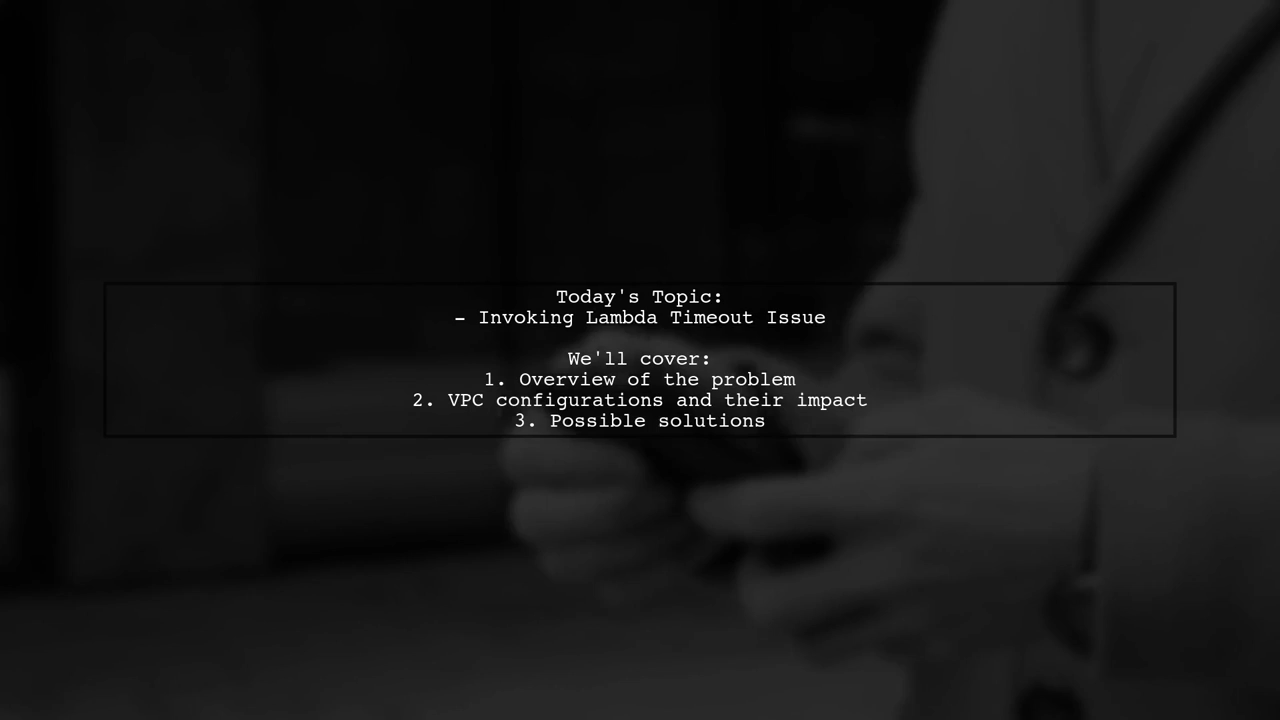 Today's Topic:
- Invoking Lambda Timeout Issue
We'll cover:
1. Overview of the problem
2. VPC configurations and their impact
3. Possible solutions